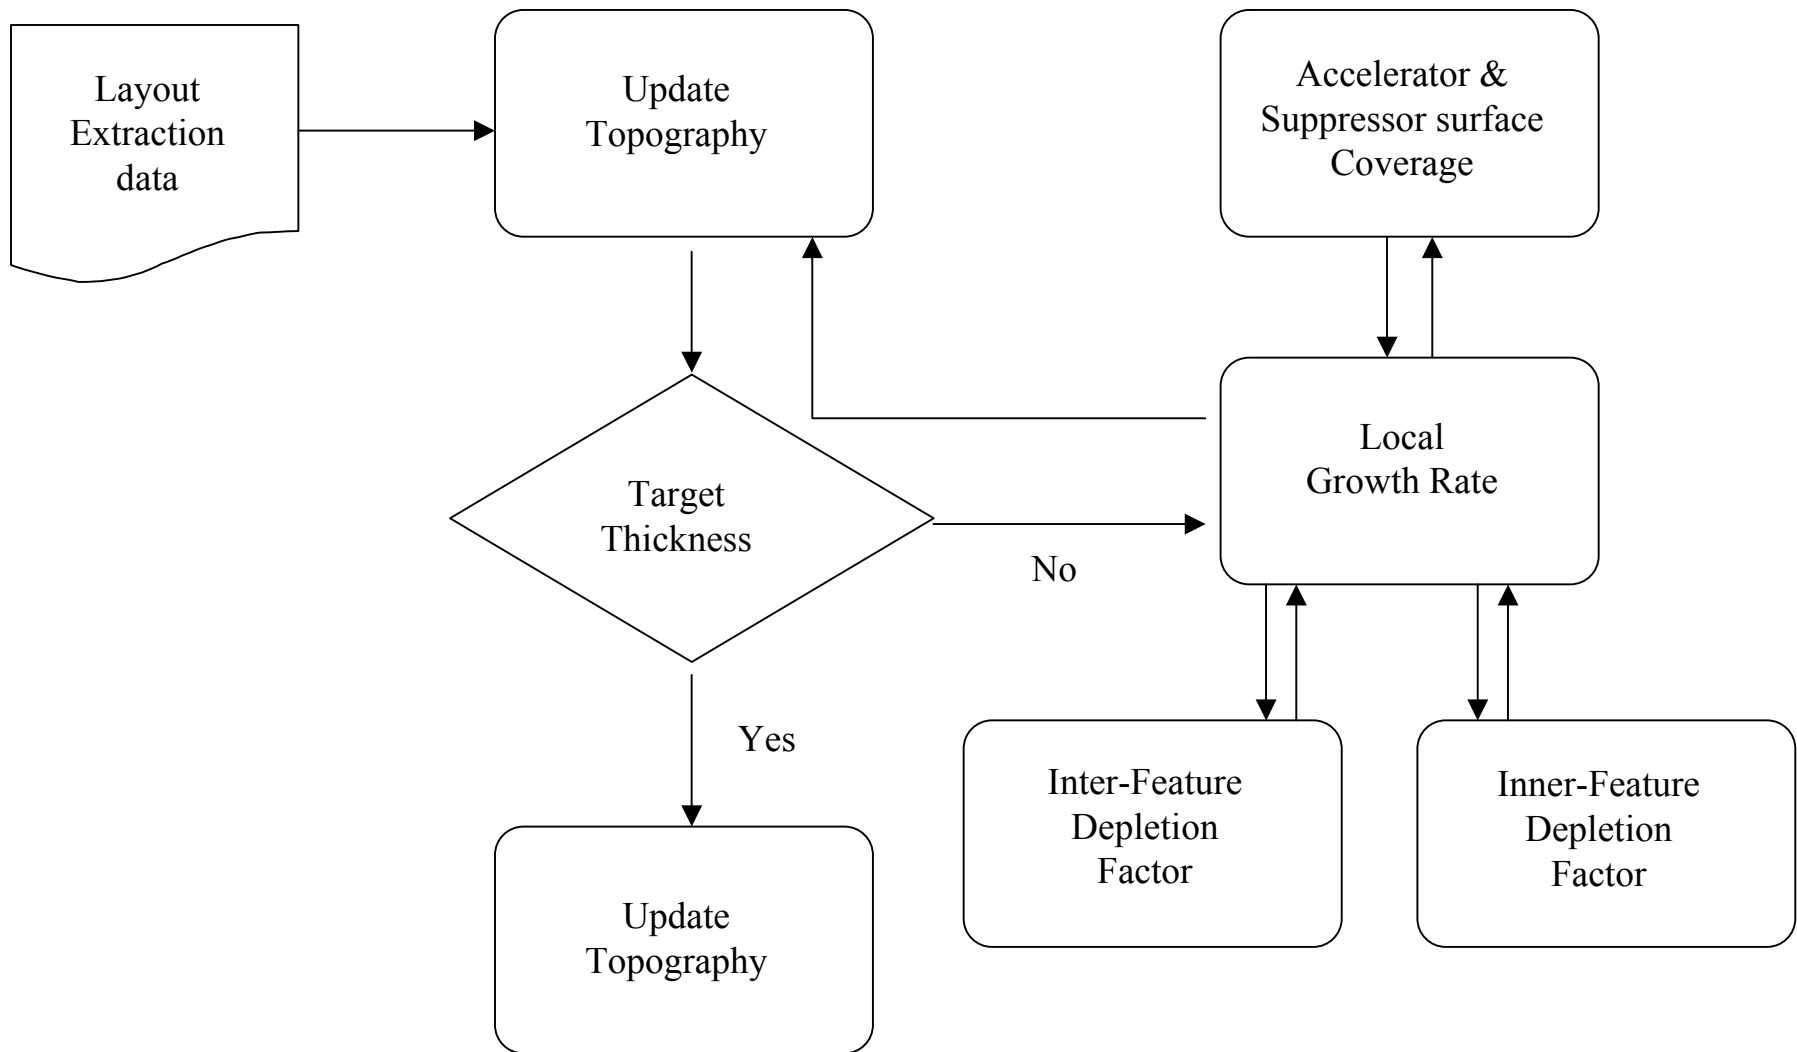 Layout
Extraction
data
Update
Topography
Accelerator &
Suppressor surface
Coverage
Target
Thickness
Local
Growth Rate
No
Yes
Update
Topography
Inter-Feature
Depletion
Factor
Inner-Feature
Depletion
Factor